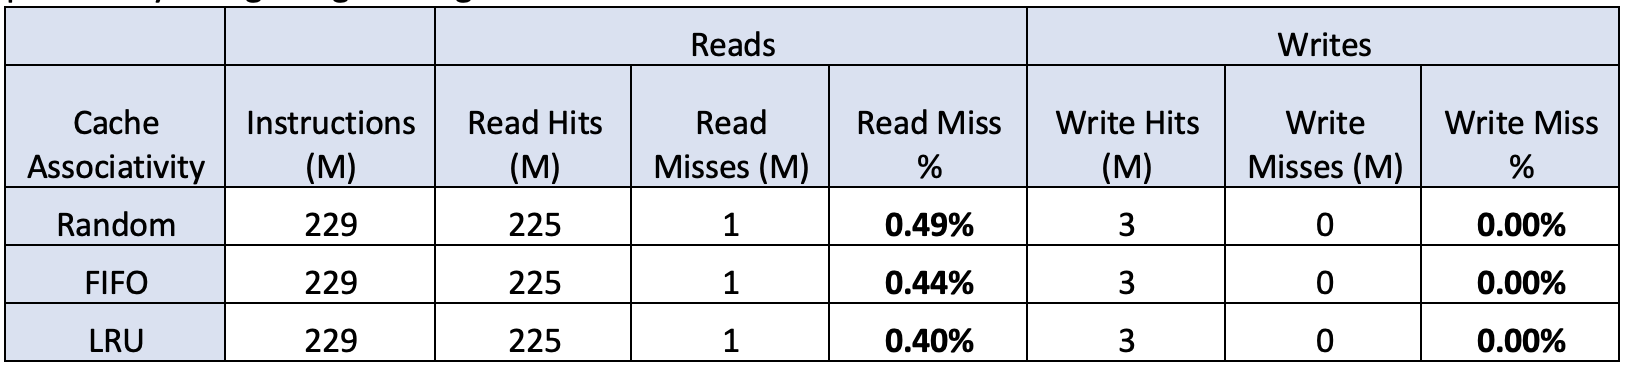 Reads Writes
Cache Associativity Instructions (M) Read Hits (M) Read Misses (M) Read Miss % Write Hits (M) Write Misses (M) Write Miss %
Random 229 225 1 0.49% 3 0 0.00%
FIFO 229 225 1 0.44% 3 0 0.00%
LRU 229 225 1 0.40% 3 0 0.00%